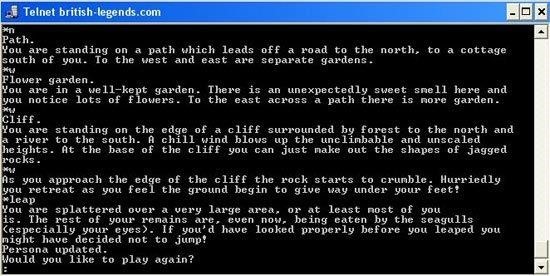 Telnet british-legends.com
*n
Path.
You are standing on a path which leads off a road to the north, to a cottage
south of you. To the west and east are separate gardens.
*w
Flower garden.
You are in a well-kept garden. There is an unexpectedly sweet smell here and
you notice lots of flowers. To the east across a path there is more garden.
*w
Cliff.
You are standing on the edge of a cliff surrounded by forest to the north and
a river to the south. A chill wind blows up the unclimbable and unscaled
heights. At the base of the cliff you can just make out the shapes of jagged
rocks.
*w
As you approach the edge of the cliff the rock starts to crumble. Hurriedly
you retreat as you feel the ground begin to give way under your feet!
*leap
You are splattered over a very large area, or at least most of you
is. The rest of your remains are, even now, being eaten by the seagulls
(especially your eyes). If you'd have looked properly before you leaped you
might have decided not to jump!
Persona updated.
Would you like to play again?
: